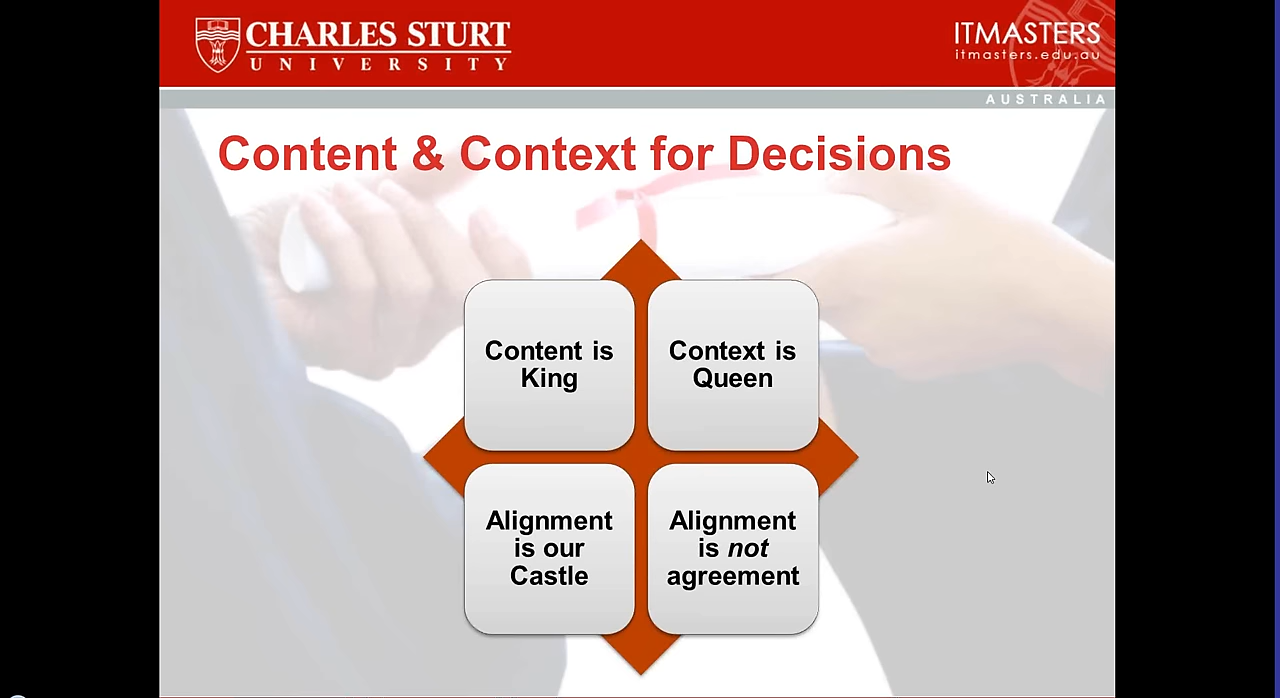 CHARLES STURT
UNIVERSITY
ITMASTERS
itmasters.edu.au
AUSTRALIA
Content & Context for Decisions
Content is
King
Context is
Queen
Alignment
is our
Castle
Alignment
is not
agreement